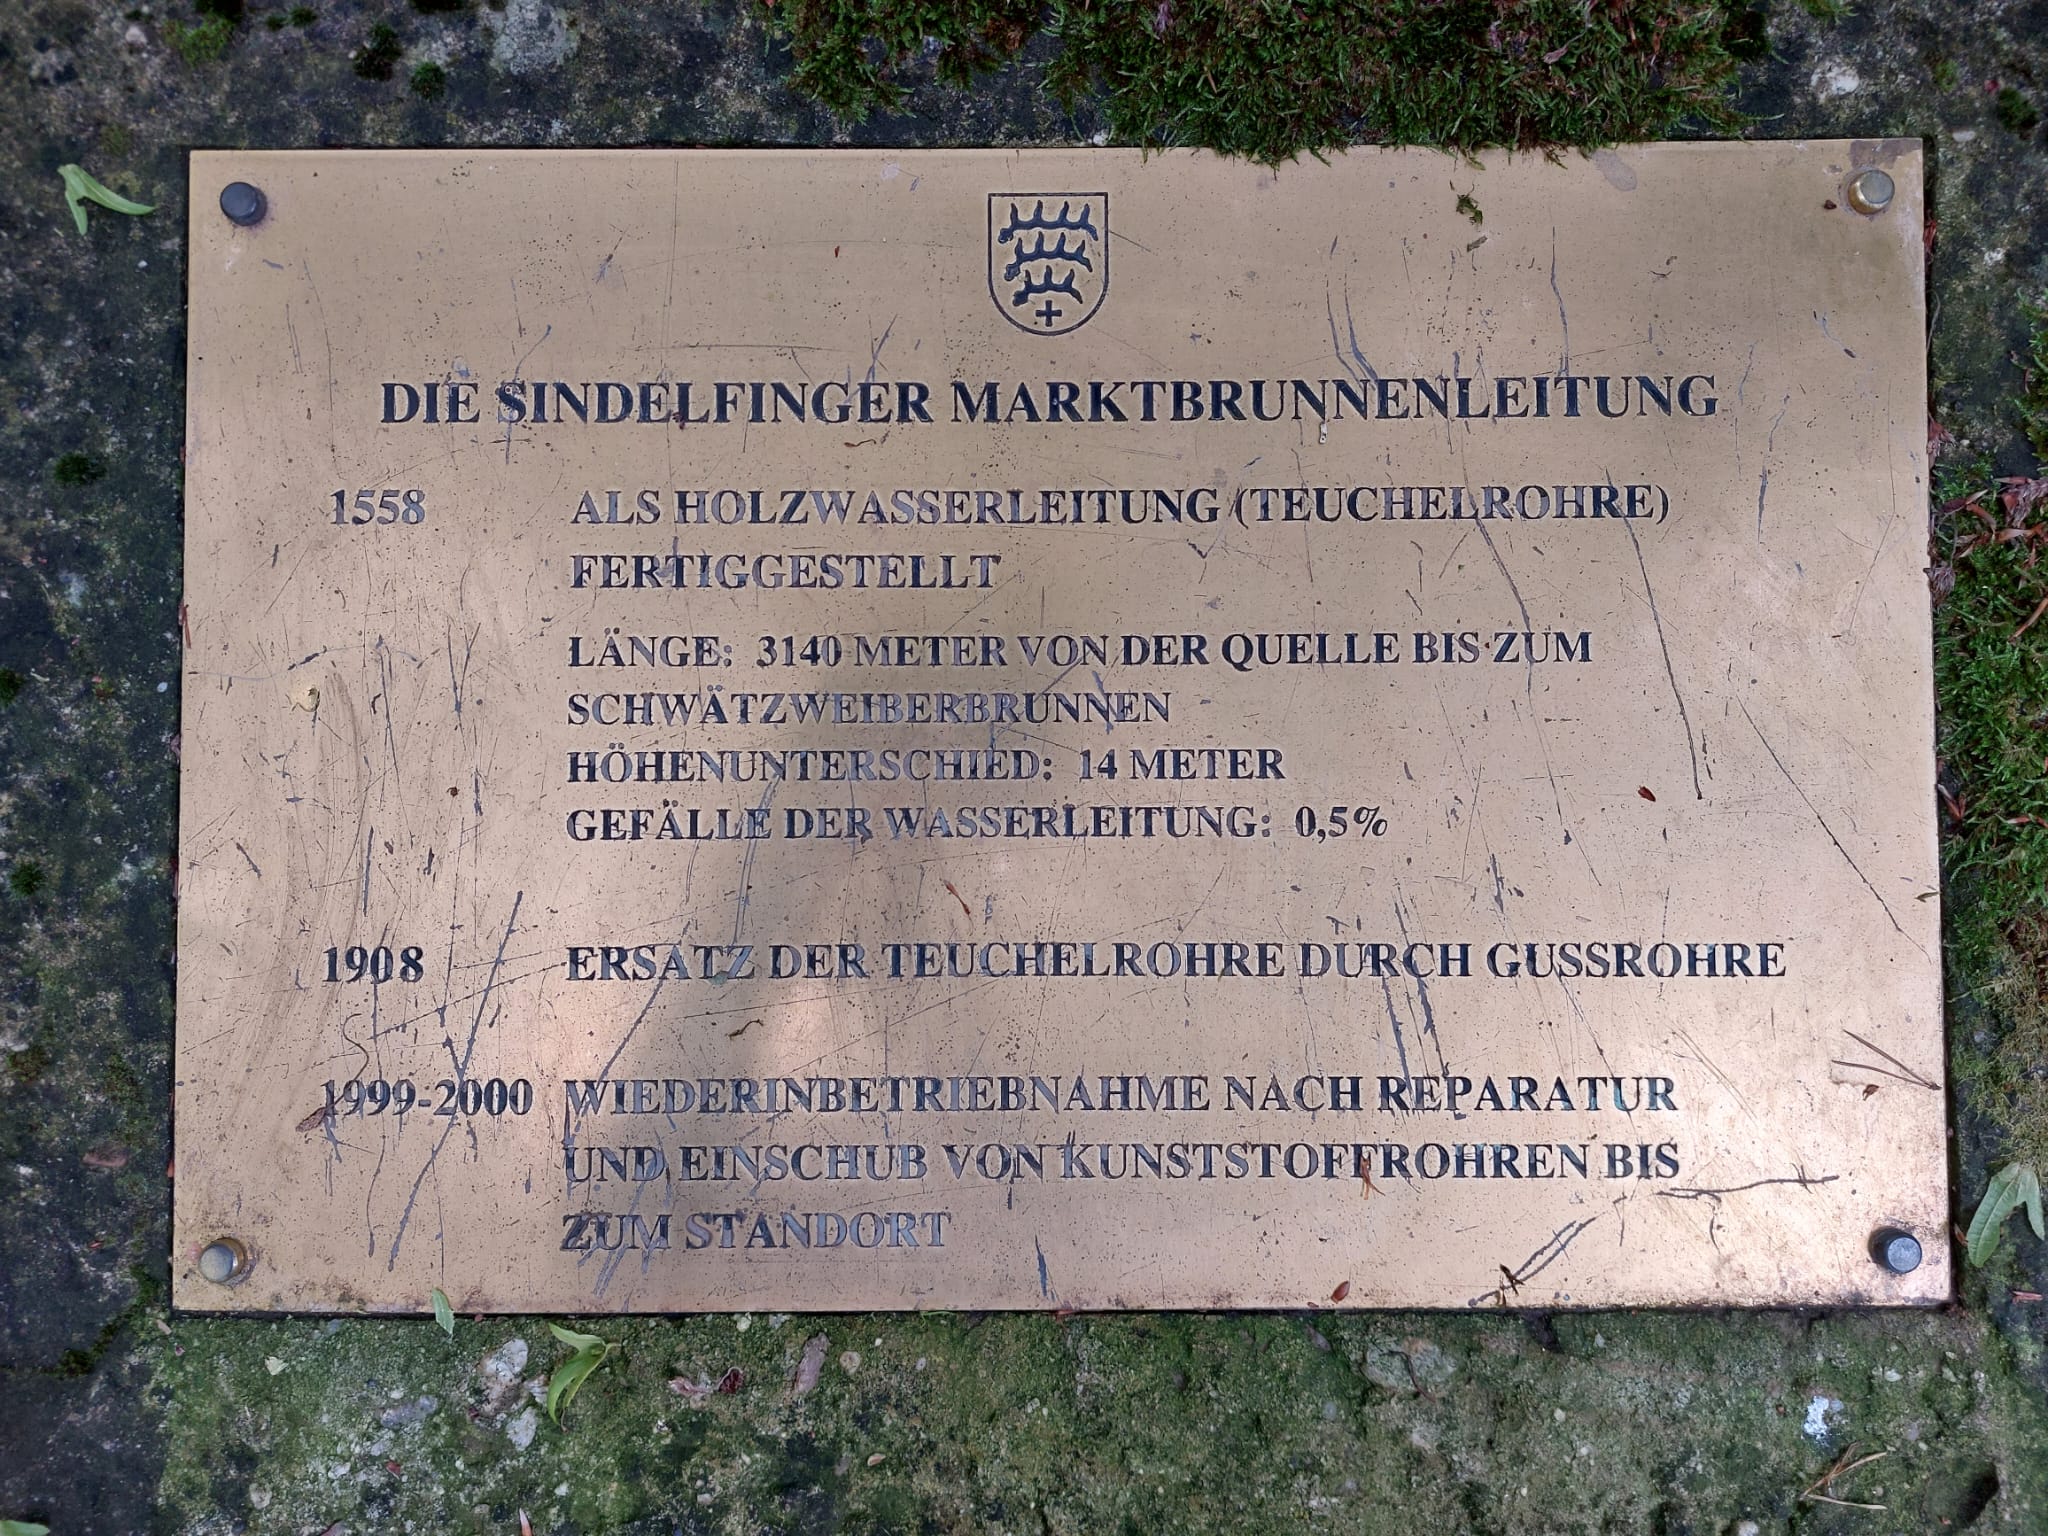 DIE SINDELFINGER MARKTBRUNNENLEITUNG
1558 ALS HOLZWASSERLEITUNG (TEUCHELROHRE)
FERTIGGESTELLT
LÄNGE: 3140 METER VON DER QUELLE BIS ZUM
SCHWÄTZWEIBERBRUNNEN
HÖHENUNTERSCHIED: 14 METER
GEFÄLLE DER WASSERLEITUNG: 0,5%
1908 ERSATZ DER TEUCHELROHRE DURCH GUSSROHRE
1999-2000 WIEDERINBETRIEBNAHME NACH REPARATUR
UND EINSCHUB VON KUNSTSTOFFROHREN BIS
ZUM STANDORT